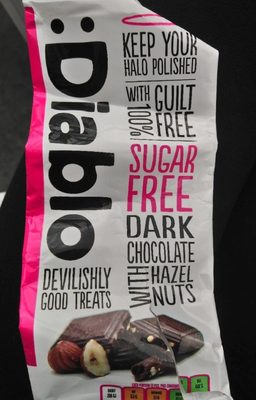 :Diablo
DEVILISHLY
GOOD TREATS
KEEP YOUR
HALO POLISHED
WITH 100% GUILT
FREE
SUGAR
FREE
DARK
CHOCOLATE
WITH HAZEL
NUTS